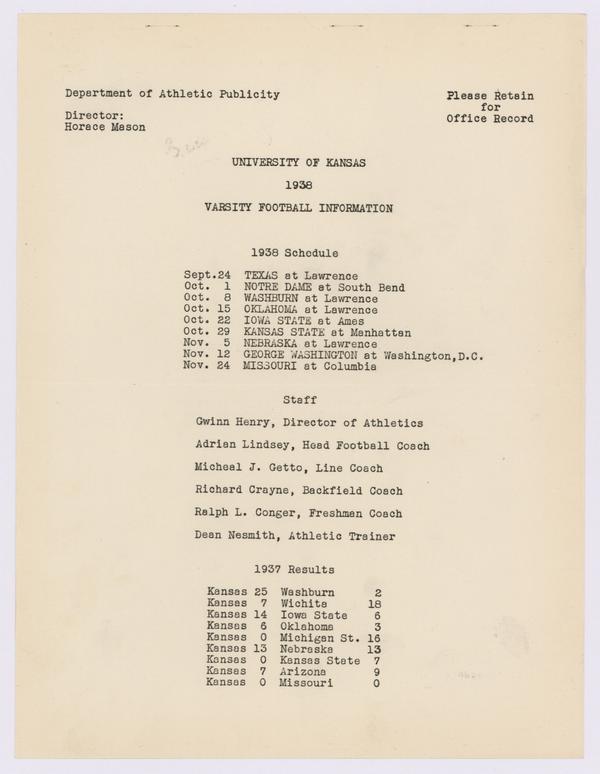 Department of Athletic Publicity
Please Retain
for
Office Record
Director:
Horace Mason
UNIVERSITY OF KANSAS
1938
VARSITY FOOTBALL INFORMATION
1938 Schedule
Sept.24 TEXAS at Lawrence
Oct. 1 NOTRE DAME at South Bend
Oct. 8 WASHBURN at Lawrence
Oct. 15 OKLAHOMA at Lawrence
Oct. 22 IOWA STATE at Ames
Oct. 29 KANSAS STATE at Manhattan
Nov. 5 NEBRASKA at Lawrence
Nov. 12 GEORGE WASHINGTON at Washington,D.C.
Nov. 24 MISSOURI at Columbia
Staff
Gwinn Henry, Director of Athletics
Adrian Lindsey, Head Football Coach
Micheal J. Getto, Line Coach
Richard Crayne, Backfield Coach
Ralph L. Conger, Freshman Coach
Dean Nesmith, Athletic Trainer
1937 Results
Kansas 25 Washburn 2
Kansas 7 Wichita 18
Kansas 14 Iowa State 6
Kansas 6 Oklahoma 3
Kansas 0 Michigan St. 16
Kansas 13 Nebraska 13
Kansas 0 Kansas State 7
Kansas 7 Arizona 9
Kansas 0 Missouri 0